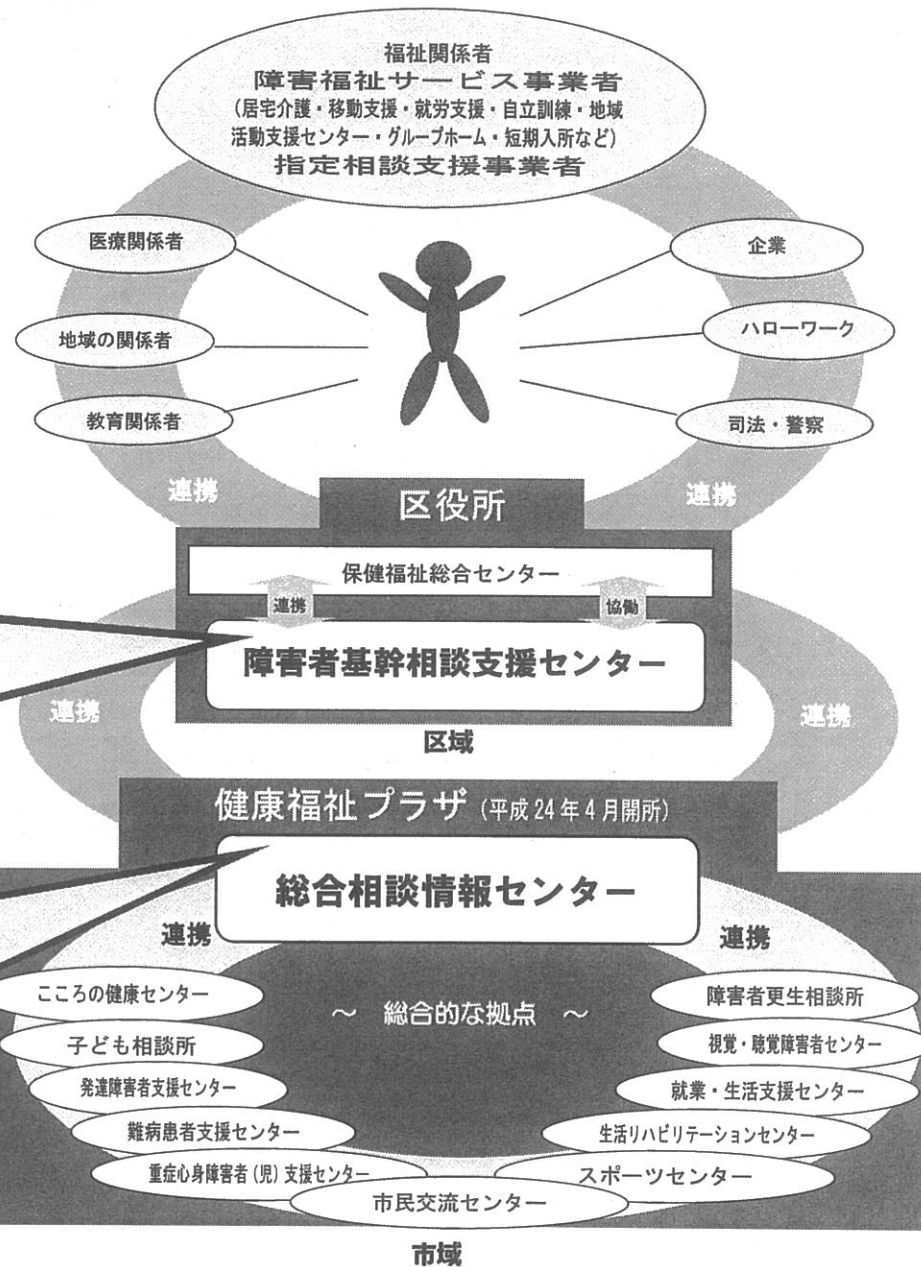 福祉関係者
障害福祉サービス事業者
(居宅介護・移動支援・就労支援・自立訓練・地域
活動支援センター・グループホーム・短期入所など)
指定相談支援事業者
医療関係者
企業
地域の関係者
ハローワーク
教育関係者
司法・警察
連携
連携
区役所
保健福祉総合センター
連携
協働
障害者基幹相談支援センター
連携
連携
区域
健康福祉プラザ (平成24年4月開所)
総合相談情報センター
連携
連携
こころの健康センター
~ 総合的な拠点 ~
障害者更生相談所
子ども相談所
視覚・聴覚障害者センター
発達障害者支援センター
就業・生活支援センター
難病患者支援センター
生活リハビリテーションセンター
重症心身障害者(児)支援センター
スポーツセンター
市民交流センター
市域